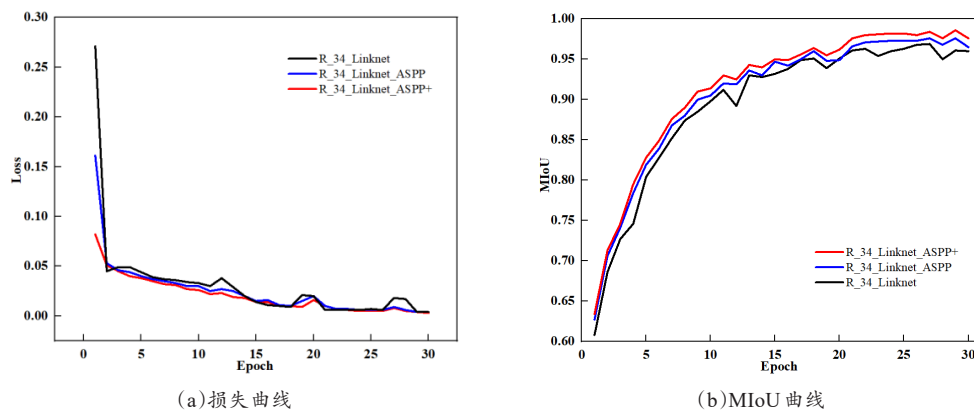 0.30
0.25
0.20
0.15
0.10
0.05
0.00
Loss
R_34_Linknet
R_34_Linknet_ASPP
R_34_Linknet_ASPP+
0 5 10 15 20 25 30
Epoch
(a)损失曲线
1.00
0.95
0.90
0.85
0.80
0.75
0.70
0.65
0.60
MIoU
R_34_Linknet_ASPP+
R_34_Linknet_ASPP
R_34_Linknet
0 5 10 15 20 25 30
Epoch
(b)MIoU曲线